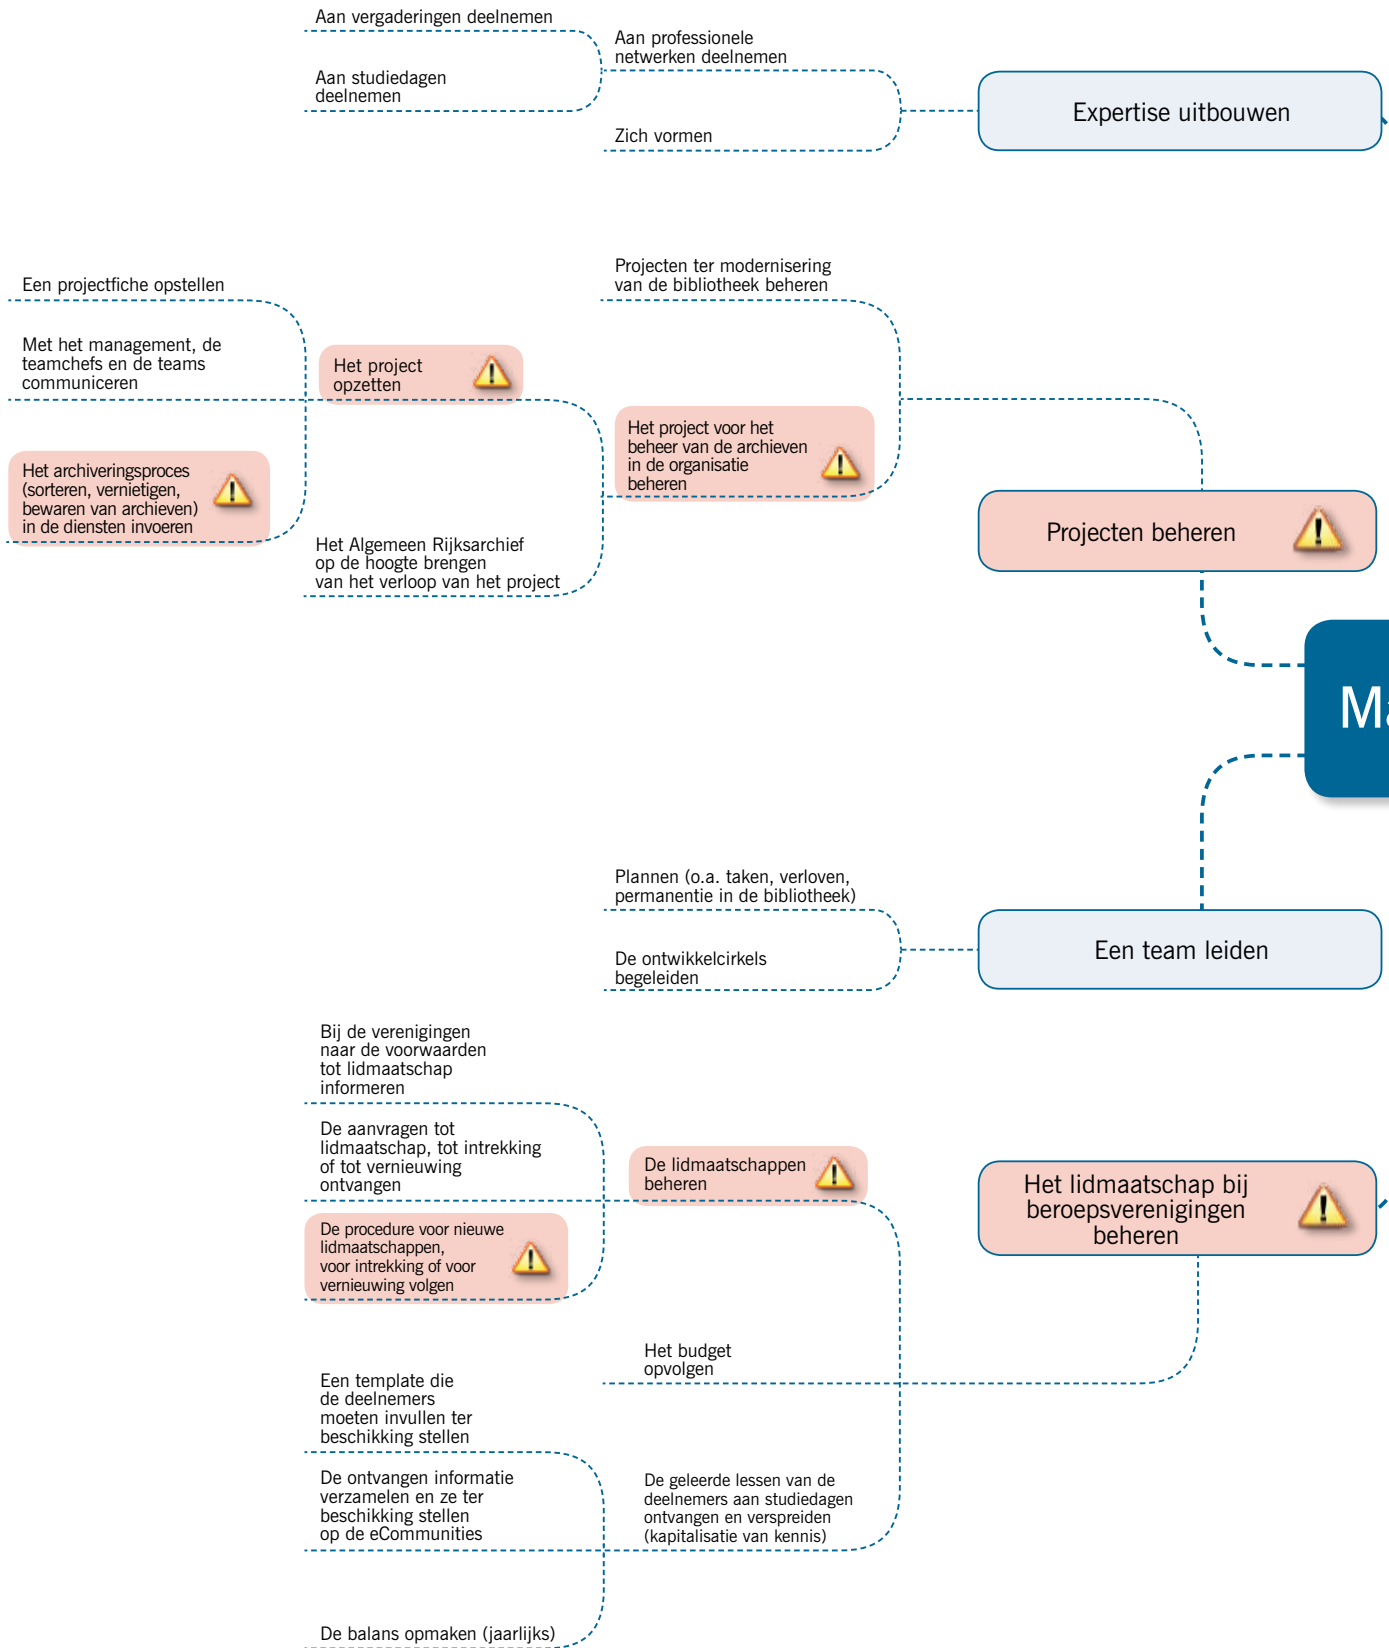 Aan vergaderingen deelnemen
Aan studiedagen
deelnemen
Aan professionele
netwerken deelnemen
Zich vormen
Expertise uitbouwen
Een projectfiche opstellen
Met het management, de
teamchefs en de teams
communiceren
Het archiveringsproces
(sorteren, vernietigen,
bewaren van archieven)
in de diensten invoeren
Het project
opzetten
Het Algemeen Rijksarchief
op de hoogte brengen
van het verloop van het project
Projecten ter modernisering
van de bibliotheek beheren
Het project voor het
beheer van de archieven
in de organisatie
beheren
Projecten beheren
Plannen (o.a. taken, verloven,
permanentie in de bibliotheek)
De ontwikkelcirkels
begeleiden
Een team leiden
Bij de verenigingen
naar de voorwaarden
tot lidmaatschap
informeren
De aanvragen tot
lidmaatschap, tot intrekking
of tot vernieuwing
ontvangen
De procedure voor nieuwe
lidmaatschappen,
voor intrekking of voor
vernieuwing volgen
De lidmaatschappen
beheren
Het budget
opvolgen
Het lidmaatschap bij
beroepsverenigingen
beheren
Een template die
de deelnemers
moeten invullen ter
beschikking stellen
De ontvangen informatie
verzamelen en ze ter
beschikking stellen
op de eCommunities
De balans opmaken (jaarlijks)
De geleerde lessen van de
deelnemers aan studiedagen
ontvangen en verspreiden
(kapitalisatie van kennis)